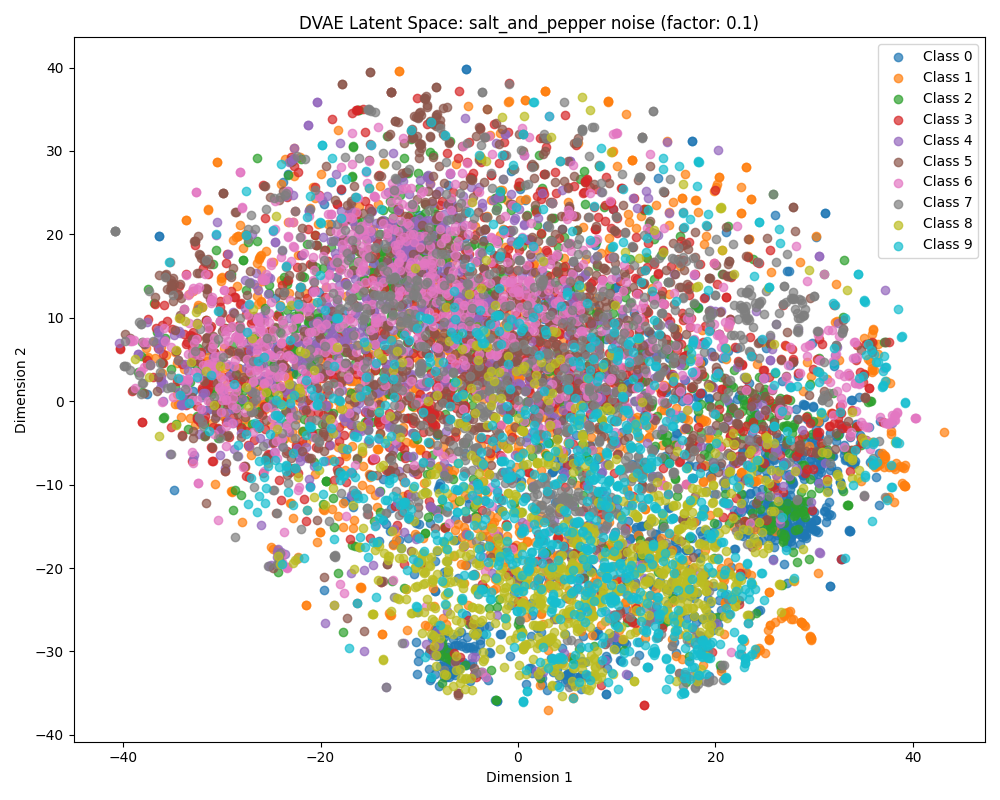 DVAE Latent Space: salt_and_pepper noise (factor: 0.1)
Class 0
Class 1
Class 2
Class 3
Class 4
Class 5
Class 6
Class 7
Class 8
Class 9
Dimension 2
40
30
20
10
0
−10
−20
−30
−40
−40
−20
0
20
40
Dimension 1